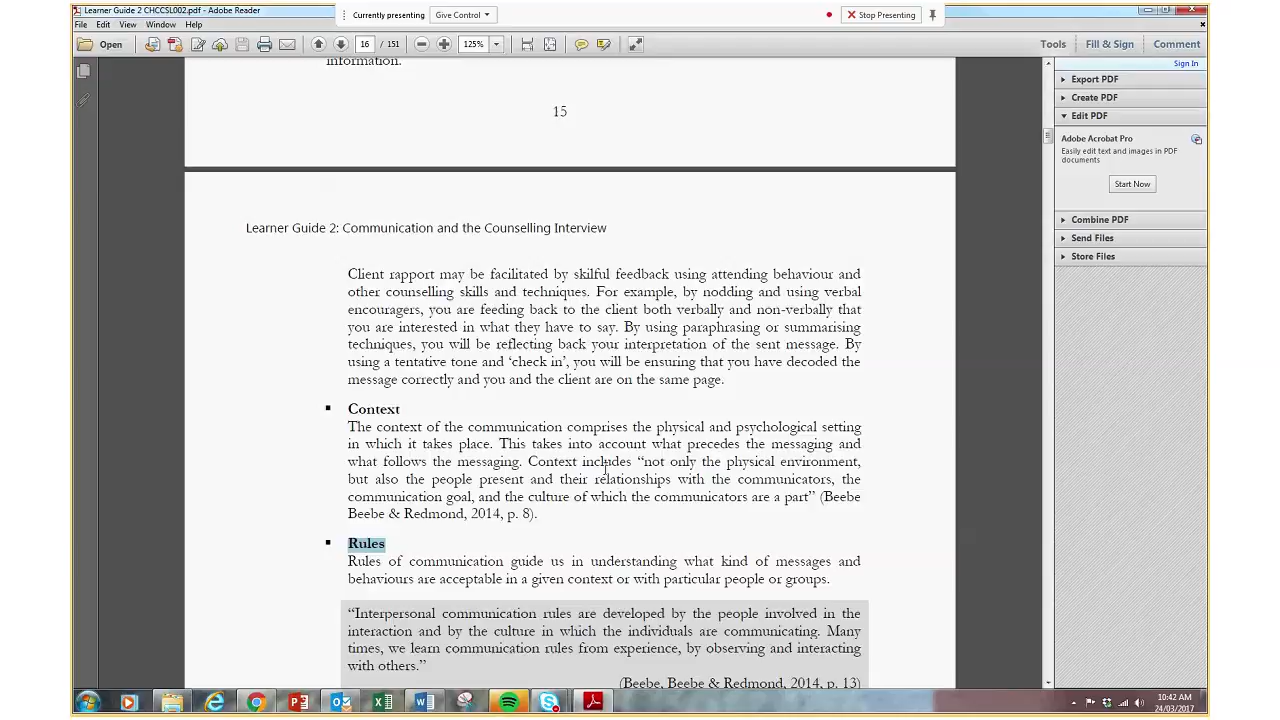 Learner Guide 2 CHCCSL002.pdf - Adobe Reader
Currently presenting
Give Control
Stop Presenting
File Edit View Window Help
Open
16 / 151
125%
Tools
Fill & Sign
Comment
Sign In
information.
15
Export PDF
Create PDF
Edit PDF
Adobe Acrobat Pro
Easily edit text and images in PDF
documents
Start Now
Combine PDF
Send Files
Store Files
Learner Guide 2: Communication and the Counselling Interview
Client rapport may be facilitated by skilful feedback using attending behaviour and
other counselling skills and techniques. For example, by nodding and using verbal
encouragers, you are feeding back to the client both verbally and non-verbally that
you are interested in what they have to say. By using paraphrasing or summarising
techniques, you will be reflecting back your interpretation of the sent message. By
using a tentative tone and ‘check in’, you will be ensuring that you have decoded the
message correctly and you and the client are on the same page.
Context
The context of the communication comprises the physical and psychological setting
in which it takes place. This takes into account what precedes the messaging and
what follows the messaging. Context includes “not only the physical environment,
but also the people present and their relationships with the communicators, the
communication goal, and the culture of which the communicators are a part” (Beebe
Beebe & Redmond, 2014, p. 8).
Rules
Rules of communication guide us in understanding what kind of messages and
behaviours are acceptable in a given context or with particular people or groups.
“Interpersonal communication rules are developed by the people involved in the
interaction and by the culture in which the individuals are communicating. Many
times, we learn communication rules from experience, by observing and interacting
with others.”
(Beebe, Beebe & Redmond, 2014, p. 13)
10:42 AM
24/03/2017